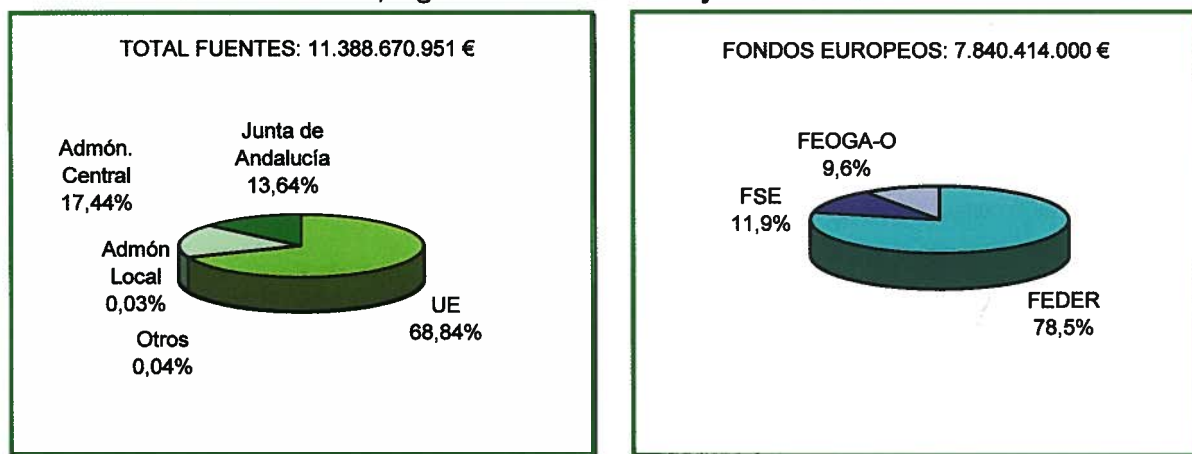 TOTAL FUENTES: 11.388.670.951 €
Junta de
Andalucía
13,64%
Admón.
Central
17,44%
Admón
Local
0,03%
Otros
0,04%
UE
68,84%
FONDOS EUROPEOS: 7.840.414.000 €
FEOGA-O
9,6%
FSE
11,9%
FEDER
78,5%